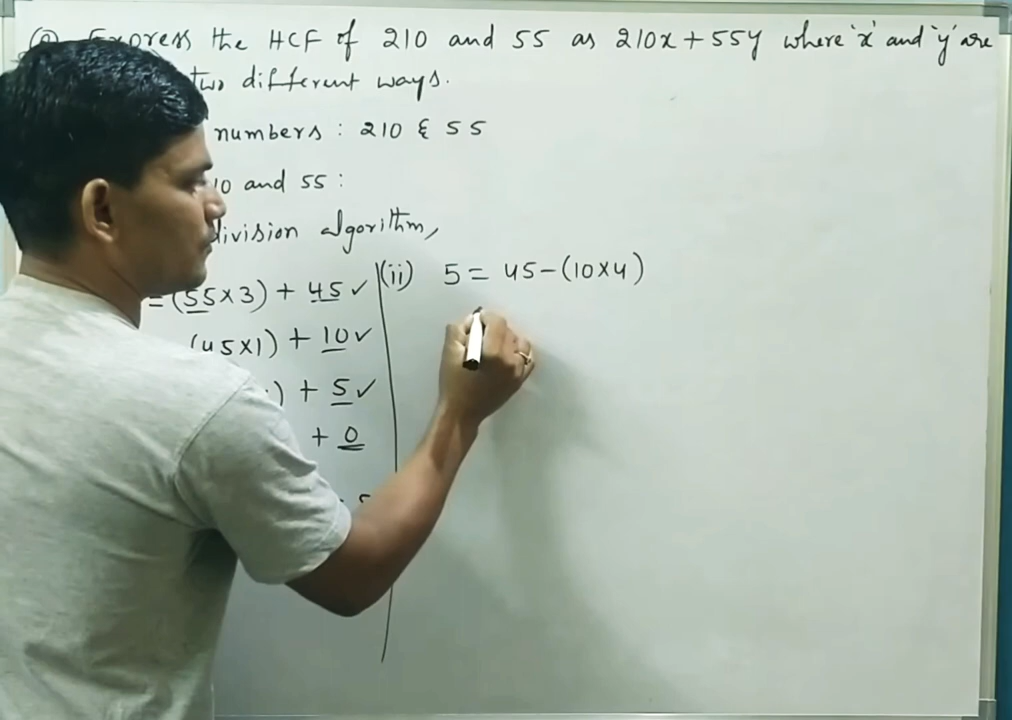 Express the HCF of 210 and 55 as 210x + 55y where 'x' and 'y' are
two different ways.
numbers : 210 & 55
10 and 55 :
division algorithm,
= (55×3) + 45 ✓
(45×1) + 10 ✓
) + 5 ✓
+ 0
(ii) 5 = 45 - (10×4)